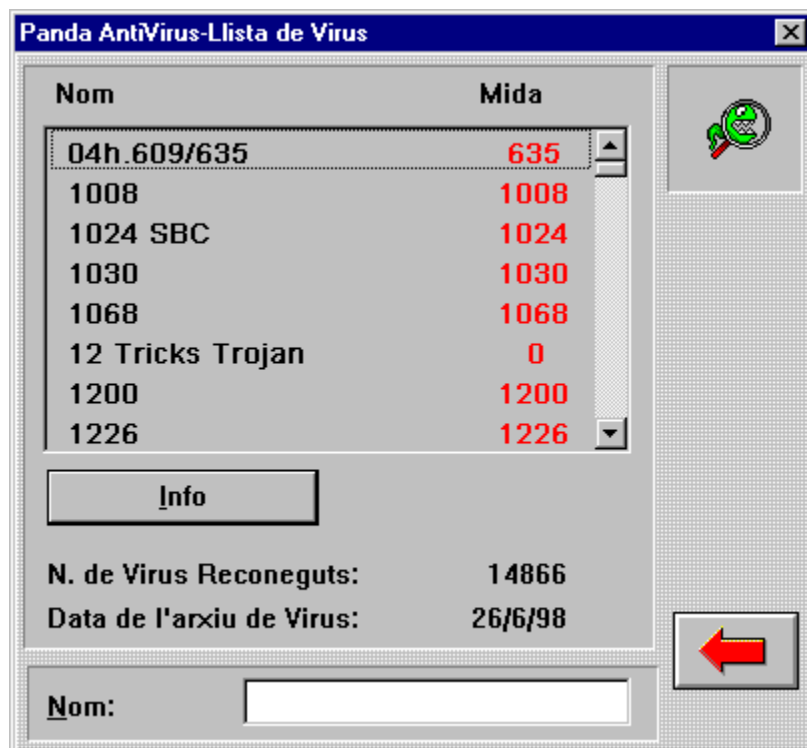 Panda AntiVirus-Llista de Virus
Nom Mida
04h.609/635 635
1008 1008
1024 SBC 1024
1030 1030
1068 1068
12 Tricks Trojan 0
1200 1200
1226 1226
Info
N. de Virus Reconeguts: 14866
Data de l'arxiu de Virus: 26/6/98
Nom: